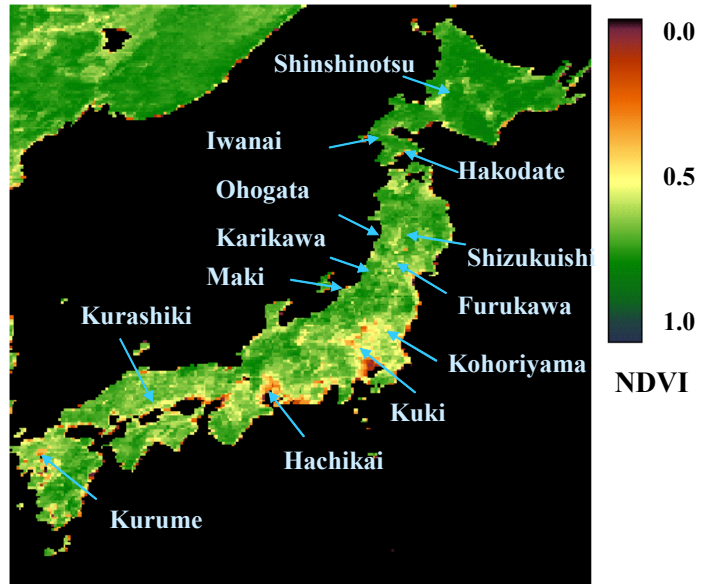 0.0
Shinshinotsu
Iwanai
Hakodate
0.5
Ohogata
Karikawa
Shizukuishi
Maki
Furukawa
Kurashiki
1.0
Kohoriyama
NDVI
Kuki
Hachikai
Kurume